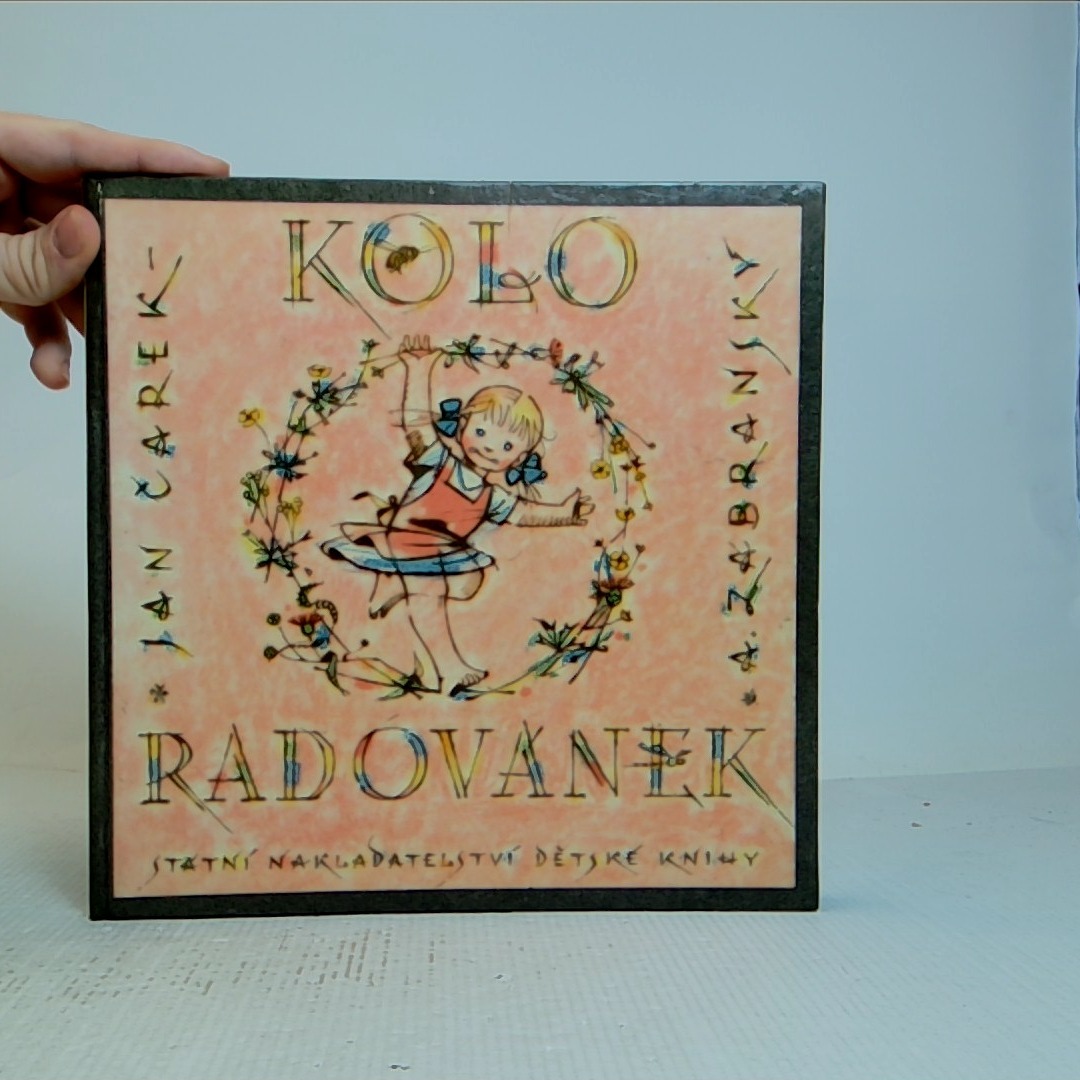 KOLO
JAN ČAREK -
A. ZÁBRANSKÝ
RADOVÁNEK
STÁTNÍ NAKLADATELSTVÍ DĚTSKÉ KNIHY